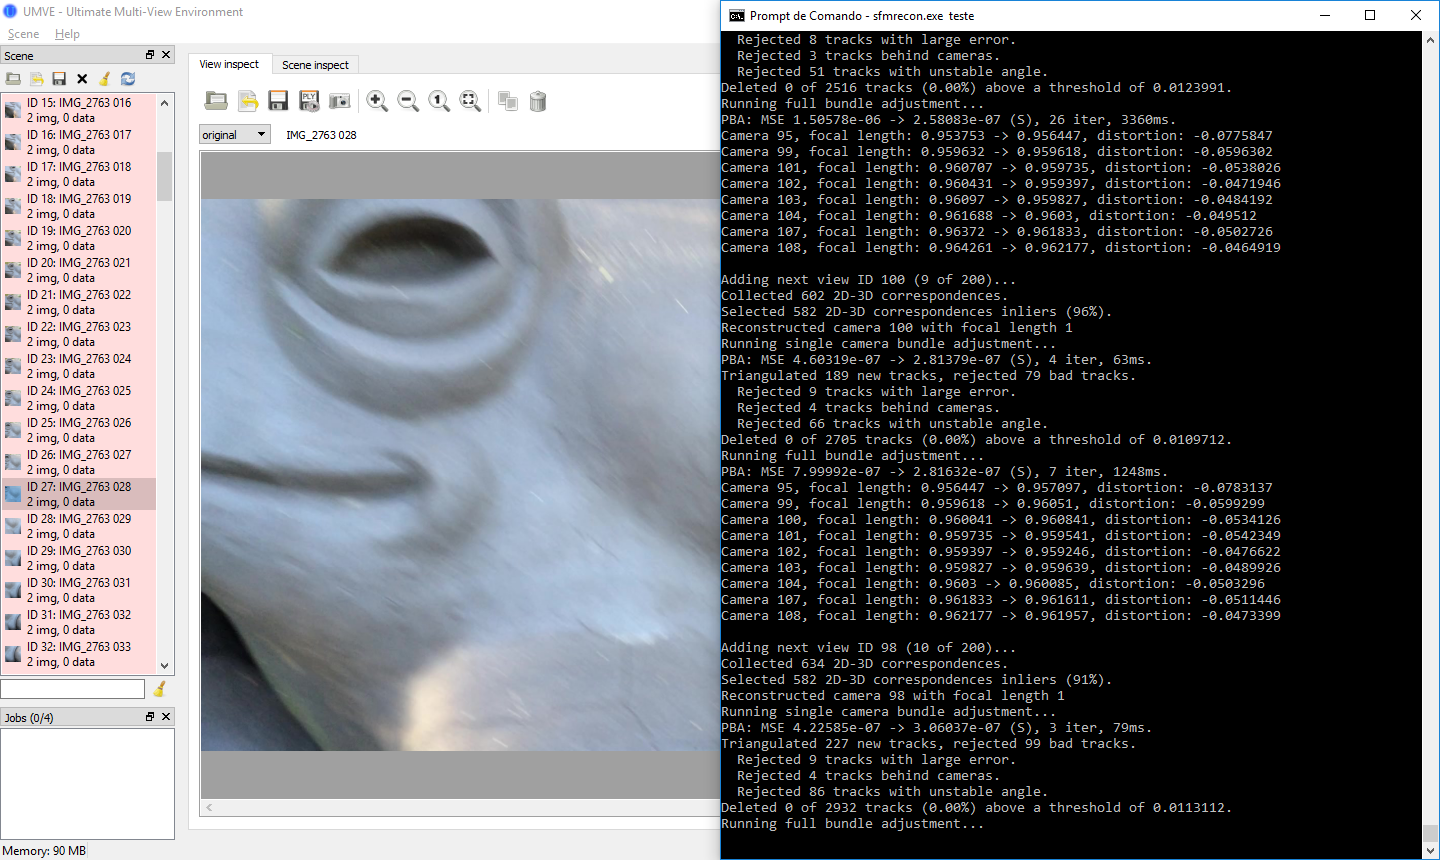 UMVE - Ultimate Multi-View Environment
Scene Help
Scene
ID 15: IMG_2763 016
2 img, 0 data
ID 16: IMG_2763 017
2 img, 0 data
ID 17: IMG_2763 018
2 img, 0 data
ID 18: IMG_2763 019
2 img, 0 data
ID 19: IMG_2763 020
2 img, 0 data
ID 20: IMG_2763 021
2 img, 0 data
ID 21: IMG_2763 022
2 img, 0 data
ID 22: IMG_2763 023
2 img, 0 data
ID 23: IMG_2763 024
2 img, 0 data
ID 24: IMG_2763 025
2 img, 0 data
ID 25: IMG_2763 026
2 img, 0 data
ID 26: IMG_2763 027
2 img, 0 data
ID 27: IMG_2763 028
2 img, 0 data
ID 28: IMG_2763 029
2 img, 0 data
ID 29: IMG_2763 030
2 img, 0 data
ID 30: IMG_2763 031
2 img, 0 data
ID 31: IMG_2763 032
2 img, 0 data
ID 32: IMG_2763 033
2 img, 0 data
Jobs (0/4)
Memory: 90 MB
View inspect Scene inspect
PLY
original IMG_2763 028
Prompt de Comando - sfmrecon.exe teste
Rejected 8 tracks with large error.
Rejected 3 tracks behind cameras.
Rejected 51 tracks with unstable angle.
Deleted 0 of 2516 tracks (0.00%) above a threshold of 0.0123991.
Running full bundle adjustment...
PBA: MSE 1.50578e-06 -> 2.58083e-07 (S), 26 iter, 3360ms.
Camera 95, focal length: 0.953753 -> 0.956447, distortion: -0.0775847
Camera 99, focal length: 0.959632 -> 0.959618, distortion: -0.0596302
Camera 101, focal length: 0.960707 -> 0.959735, distortion: -0.0538026
Camera 102, focal length: 0.960431 -> 0.959397, distortion: -0.0471946
Camera 103, focal length: 0.96097 -> 0.959827, distortion: -0.0484192
Camera 104, focal length: 0.961688 -> 0.9603, distortion: -0.049512
Camera 107, focal length: 0.96372 -> 0.961833, distortion: -0.0502726
Camera 108, focal length: 0.964261 -> 0.962177, distortion: -0.0464919
Adding next view ID 100 (9 of 200)...
Collected 602 2D-3D correspondences.
Selected 582 2D-3D correspondences inliers (96%).
Reconstructed camera 100 with focal length 1
Running single camera bundle adjustment...
PBA: MSE 4.60319e-07 -> 2.81379e-07 (S), 4 iter, 63ms.
Triangulated 189 new tracks, rejected 79 bad tracks.
Rejected 9 tracks with large error.
Rejected 4 tracks behind cameras.
Rejected 66 tracks with unstable angle.
Deleted 0 of 2705 tracks (0.00%) above a threshold of 0.0109712.
Running full bundle adjustment...
PBA: MSE 7.99992e-07 -> 2.81632e-07 (S), 7 iter, 1248ms.
Camera 95, focal length: 0.956447 -> 0.957097, distortion: -0.0783137
Camera 99, focal length: 0.959618 -> 0.96051, distortion: -0.0599299
Camera 100, focal length: 0.960041 -> 0.960841, distortion: -0.0534126
Camera 101, focal length: 0.959735 -> 0.959541, distortion: -0.0542349
Camera 102, focal length: 0.959397 -> 0.959246, distortion: -0.0476622
Camera 103, focal length: 0.959827 -> 0.959639, distortion: -0.0489926
Camera 104, focal length: 0.9603 -> 0.960085, distortion: -0.0503296
Camera 107, focal length: 0.961833 -> 0.961611, distortion: -0.0511446
Camera 108, focal length: 0.962177 -> 0.961957, distortion: -0.0473399
Adding next view ID 98 (10 of 200)...
Collected 634 2D-3D correspondences.
Selected 582 2D-3D correspondences inliers (91%).
Reconstructed camera 98 with focal length 1
Running single camera bundle adjustment...
PBA: MSE 4.22585e-07 -> 3.06037e-07 (S), 3 iter, 79ms.
Triangulated 227 new tracks, rejected 99 bad tracks.
Rejected 9 tracks with large error.
Rejected 4 tracks behind cameras.
Rejected 86 tracks with unstable angle.
Deleted 0 of 2932 tracks (0.00%) above a threshold of 0.0113112.
Running full bundle adjustment...